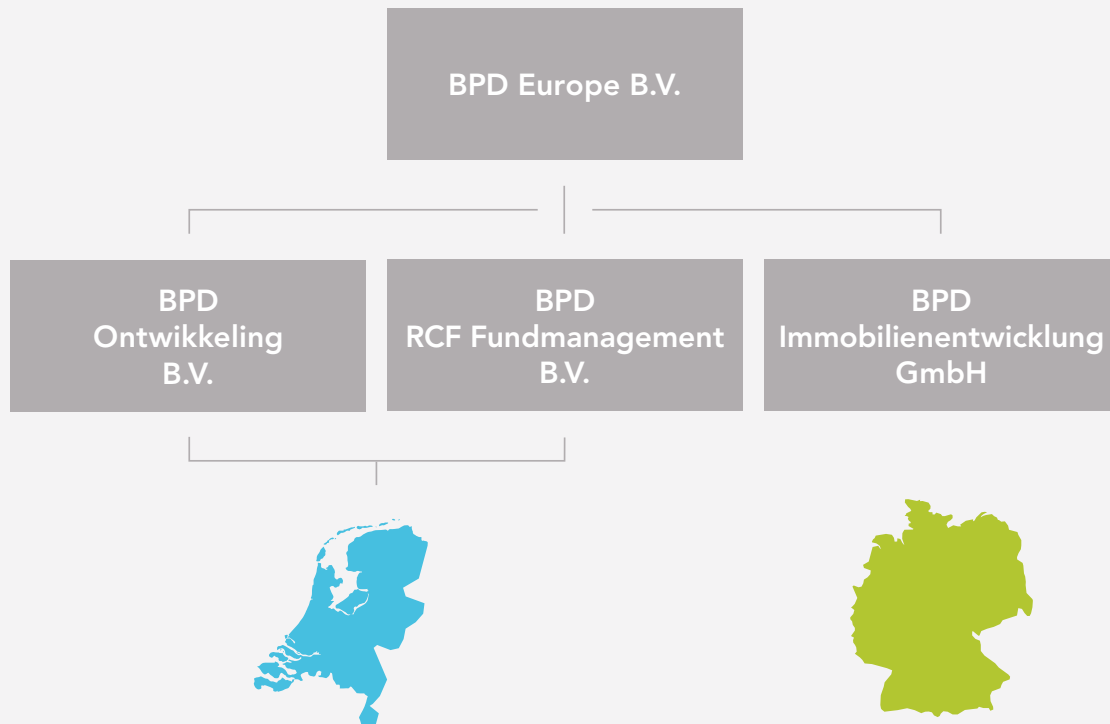 BPD Europe B.V.
BPD
Ontwikkeling
B.V.
BPD
RCF Fundmanagement
B.V.
BPD
Immobilienentwicklung
GmbH